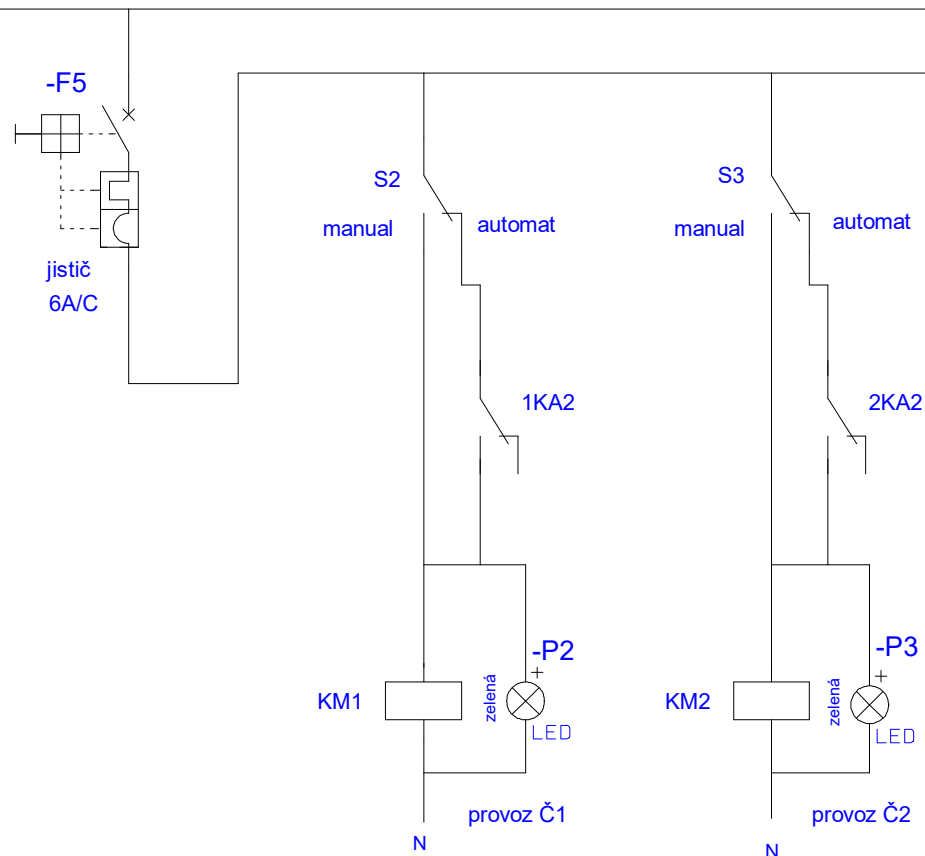 -F5
jistič
6A/C
S2
manual
automat
1KA2
KM1
zelená
-P2
+
LED
provoz Č1
N
S3
manual
automat
2KA2
KM2
zelená
-P3
+
LED
provoz Č2
N